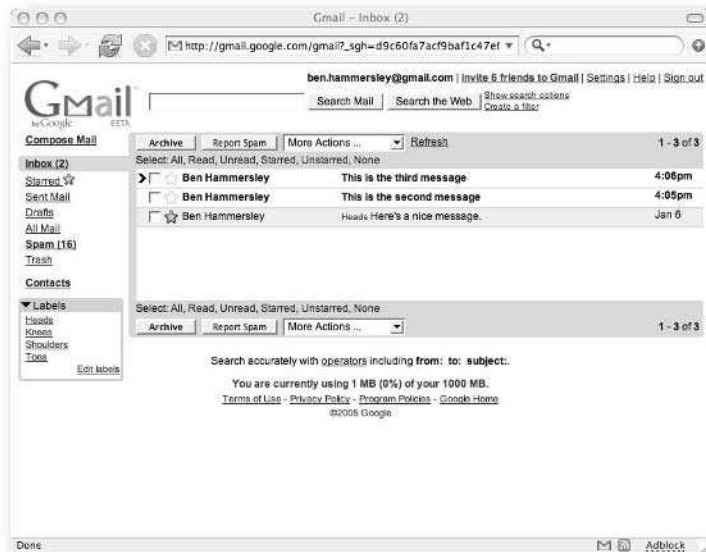 Gmail - Inbox (2)
http://gmail.google.com/gmail?_sgh=d9c60fa7acf9baf1c47ef
Q
ben.hammersley@gmail.com | Invite 6 friends to Gmail | Settings | Help | Sign out
GMail
by Google BETA
Search Mail Search the Web Show search options
Create a filter
Compose Mail
Archive Report Spam More Actions ... Refresh 1 - 3 of 3
Select: All, Read, Unread, Starred, Unstarred, None
Inbox (2)
Starred
Sent Mail
Drafts
All Mail
Spam (16)
Trash
Contacts
Ben Hammersley This is the third message 4:06pm
Ben Hammersley This is the second message 4:05pm
Ben Hammersley Heads Here's a nice message. Jan 6
Labels
Heads
Knees
Shoulders
Toes
Edit labels
Select: All, Read, Unread, Starred, Unstarred, None
Archive Report Spam More Actions ... 1 - 3 of 3
Search accurately with operators including from: to: subject:.
You are currently using 1 MB (0%) of your 1000 MB.
Terms of Use - Privacy Policy - Program Policies - Google Home
©2005 Google
Done Adblock